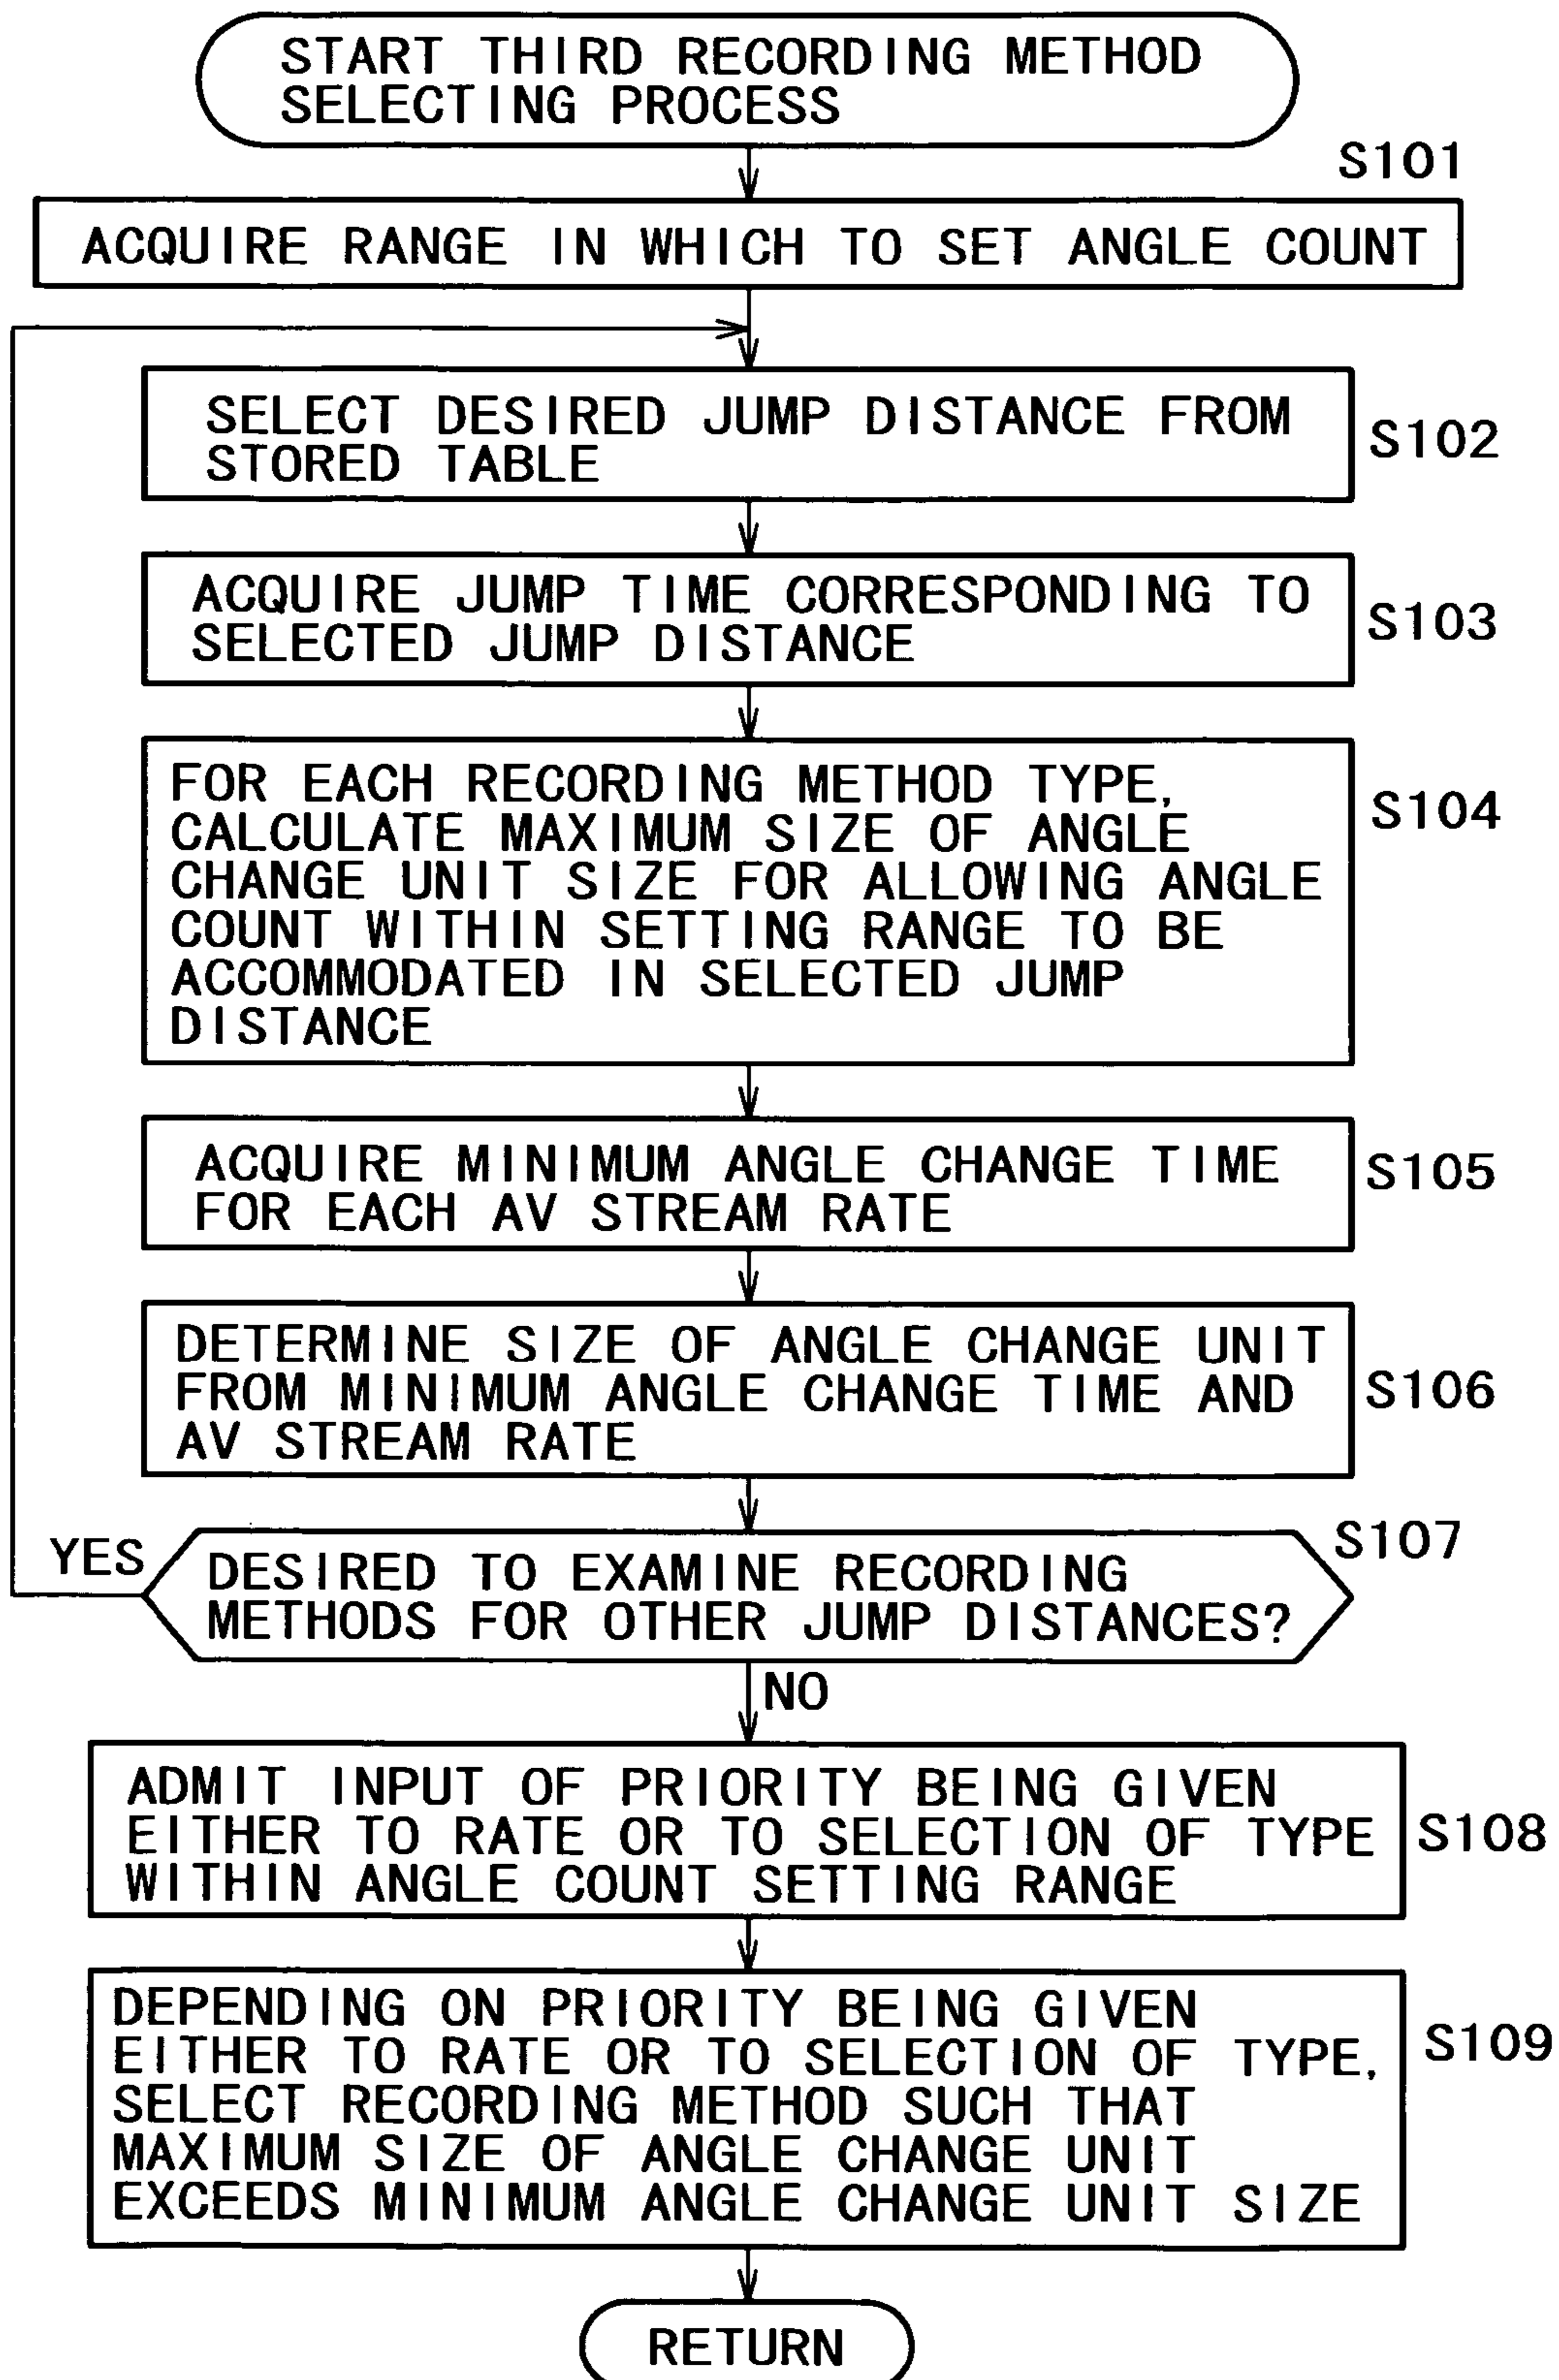 START THIRD RECORDING METHOD
SELECTING PROCESS
S101
ACQUIRE RANGE IN WHICH TO SET ANGLE COUNT
SELECT DESIRED JUMP DISTANCE FROM
STORED TABLE
S102
ACQUIRE JUMP TIME CORRESPONDING TO
SELECTED JUMP DISTANCE
S103
FOR EACH RECORDING METHOD TYPE,
CALCULATE MAXIMUM SIZE OF ANGLE
CHANGE UNIT SIZE FOR ALLOWING ANGLE
COUNT WITHIN SETTING RANGE TO BE
ACCOMMODATED IN SELECTED JUMP
DISTANCE
S104
ACQUIRE MINIMUM ANGLE CHANGE TIME
FOR EACH AV STREAM RATE
S105
DETERMINE SIZE OF ANGLE CHANGE UNIT
FROM MINIMUM ANGLE CHANGE TIME AND
AV STREAM RATE
S106
YES
DESIRED TO EXAMINE RECORDING
METHODS FOR OTHER JUMP DISTANCES?
S107
NO
ADMIT INPUT OF PRIORITY BEING GIVEN
EITHER TO RATE OR TO SELECTION OF TYPE
WITHIN ANGLE COUNT SETTING RANGE
S108
DEPENDING ON PRIORITY BEING GIVEN
EITHER TO RATE OR TO SELECTION OF TYPE,
SELECT RECORDING METHOD SUCH THAT
MAXIMUM SIZE OF ANGLE CHANGE UNIT
EXCEEDS MINIMUM ANGLE CHANGE UNIT SIZE
S109
RETURN